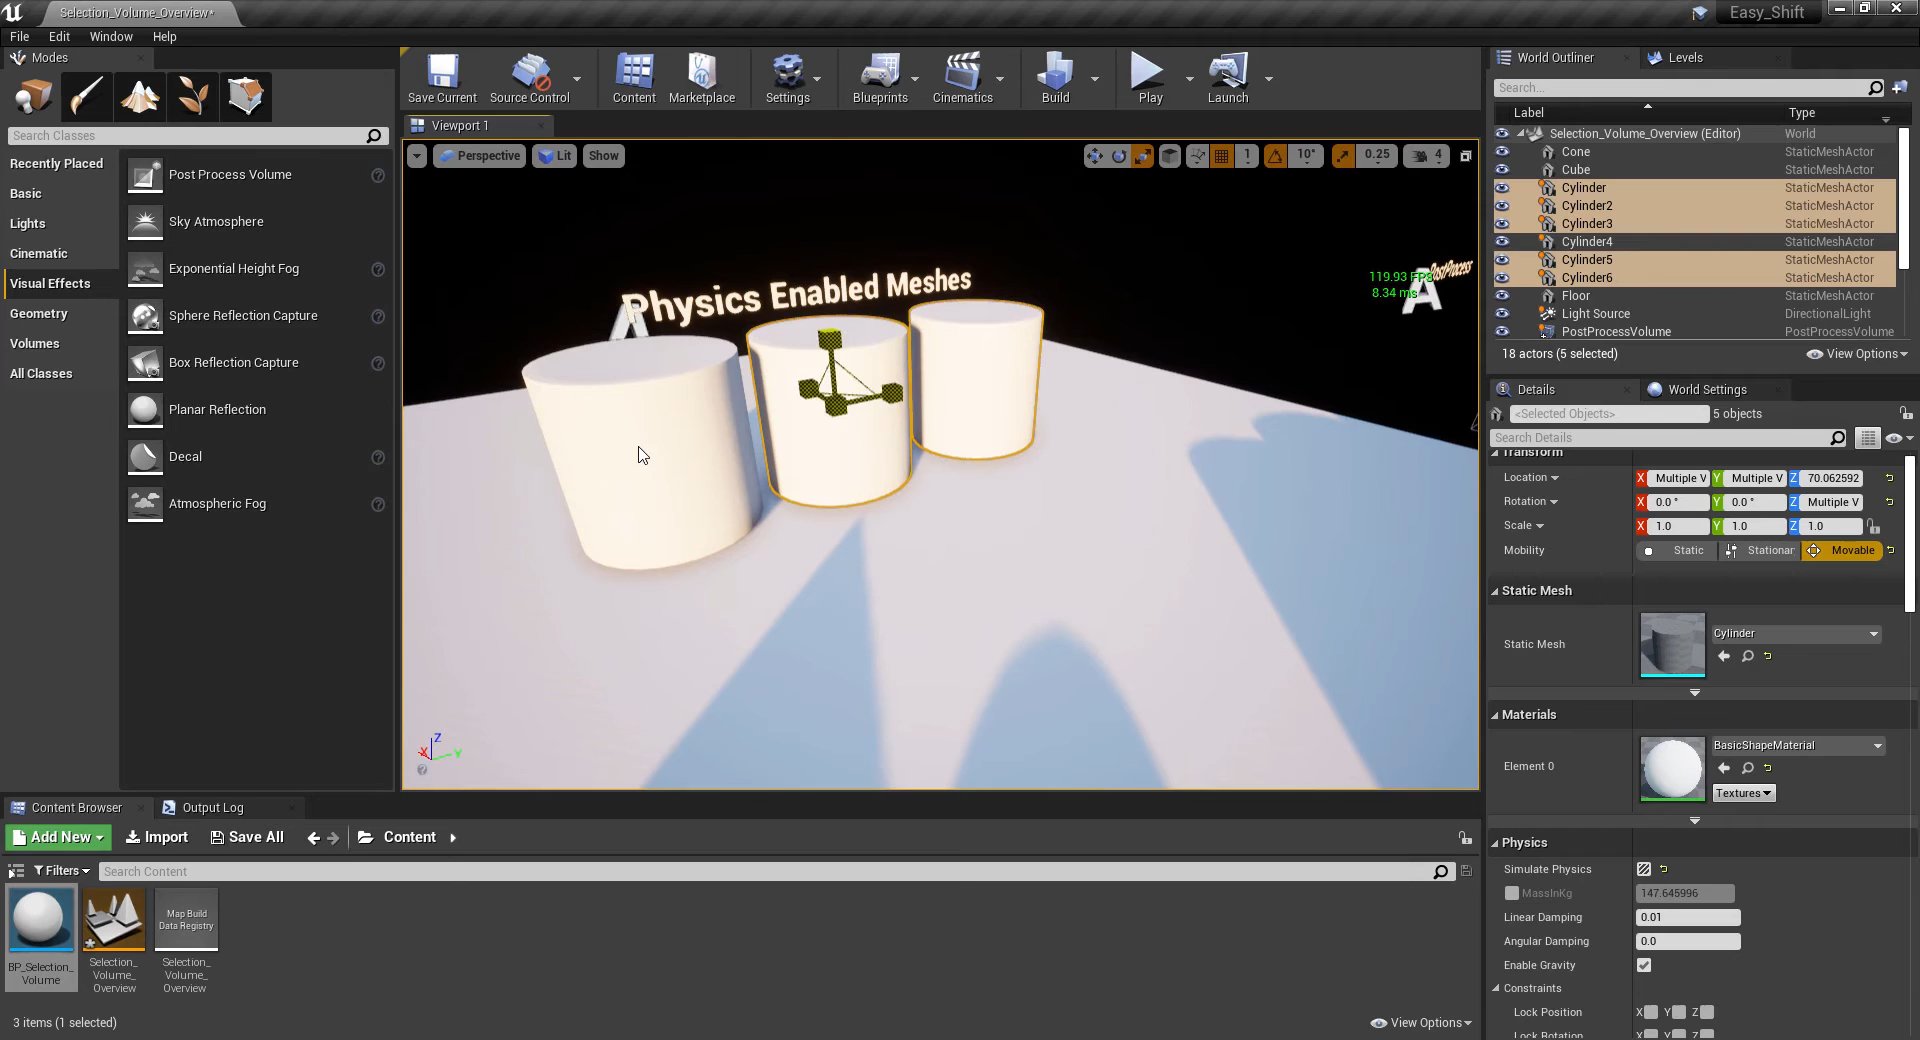 Selection_Volume_Overview*
Easy_Shift
File Edit Window Help
Modes
Search Classes
Recently Placed
Basic
Lights
Cinematic
Visual Effects
Geometry
Volumes
All Classes
Post Process Volume
Sky Atmosphere
Exponential Height Fog
Sphere Reflection Capture
Box Reflection Capture
Planar Reflection
Decal
Atmospheric Fog
Save Current Source Control Content Marketplace Settings Blueprints Cinematics Build Play Launch
Viewport 1
Perspective Lit Show
1 10° 0.25 4
Physics Enabled Meshes
119.93 FPS
8.34 ms
PostProcess
X Z Y
World Outliner Levels
Search...
Label Type
Selection_Volume_Overview (Editor) World
Cone StaticMeshActor
Cube StaticMeshActor
Cylinder StaticMeshActor
Cylinder2 StaticMeshActor
Cylinder3 StaticMeshActor
Cylinder4 StaticMeshActor
Cylinder5 StaticMeshActor
Cylinder6 StaticMeshActor
Floor StaticMeshActor
Light Source DirectionalLight
PostProcessVolume PostProcessVolume
18 actors (5 selected) View Options
Details World Settings
<Selected Objects> 5 objects
Search Details
Transform
Location X Multiple V Y Multiple V Z 70.062592
Rotation X 0.0 ° Y 0.0 ° Z Multiple V
Scale X 1.0 Y 1.0 Z 1.0
Mobility Static Stationar Movable
Static Mesh
Static Mesh Cylinder
Materials
Element 0 BasicShapeMaterial
Textures
Physics
Simulate Physics
MassInKg 147.645996
Linear Damping 0.01
Angular Damping 0.0
Enable Gravity
Constraints
Lock Position X Y Z
Lock Rotation X Y Z
Content Browser Output Log
Add New Import Save All Content
Filters Search Content
BP_Selection_
Volume
Selection_
Volume_
Overview
Map Build
Data Registry
Selection_
Volume_
Overview
3 items (1 selected) View Options